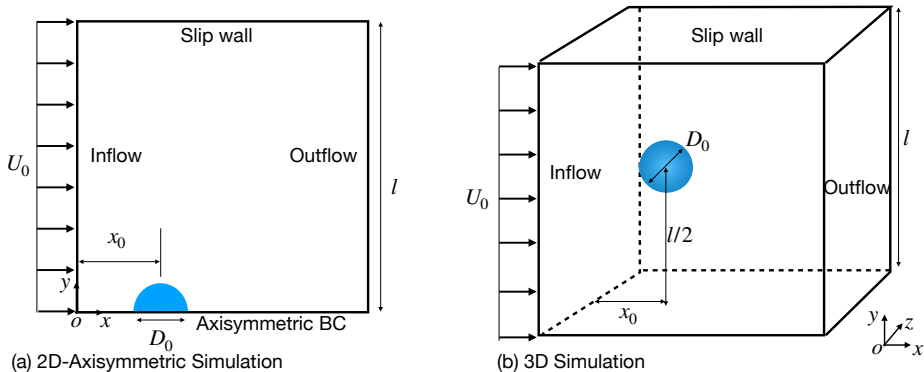 Slip wall
U₀
Inflow
Outflow
l
x₀
y
o
x
D₀
Axisymmetric BC
(a) 2D-Axisymmetric Simulation
Slip wall
D₀
Inflow
U₀
Outflow
l
l/2
x₀
y
z
o
x
(b) 3D Simulation